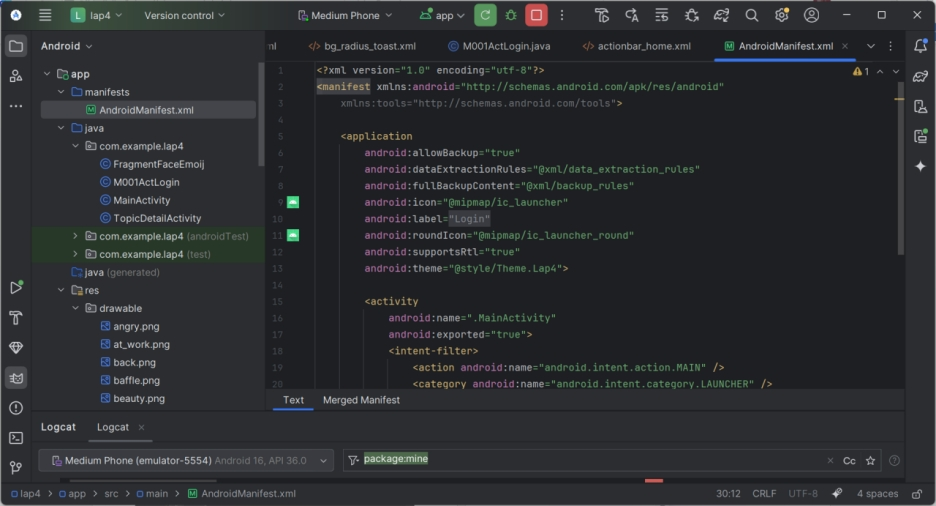 L lap4 Version control Medium Phone app
Android
app
manifests
AndroidManifest.xml
java
com.example.lap4
FragmentFaceEmoij
M001ActLogin
MainActivity
TopicDetailActivity
com.example.lap4 (androidTest)
com.example.lap4 (test)
java (generated)
res
drawable
angry.png
at_work.png
back.png
baffle.png
beauty.png
ml bg_radius_toast.xml M001ActLogin.java actionbar_home.xml AndroidManifest.xml
1 <?xml version="1.0" encoding="utf-8"?>
2 <manifest xmlns:android="http://schemas.android.com/apk/res/android"
3 xmlns:tools="http://schemas.android.com/tools">
4
5 <application
6 android:allowBackup="true"
7 android:dataExtractionRules="@xml/data_extraction_rules"
8 android:fullBackupContent="@xml/backup_rules"
9 android:icon="@mipmap/ic_launcher"
10 android:label="Login"
11 android:roundIcon="@mipmap/ic_launcher_round"
12 android:supportsRtl="true"
13 android:theme="@style/Theme.Lap4">
14
15 <activity
16 android:name=".MainActivity"
17 android:exported="true">
18 <intent-filter>
19 <action android:name="android.intent.action.MAIN" />
20 <category android:name="android.intent.category.LAUNCHER" />
1
Text Merged Manifest
Logcat Logcat
Medium Phone (emulator-5554) Android 16, API 36.0 package:mine Cc
lap4 > app > src > main > AndroidManifest.xml 30:12 CRLF UTF-8 4 spaces